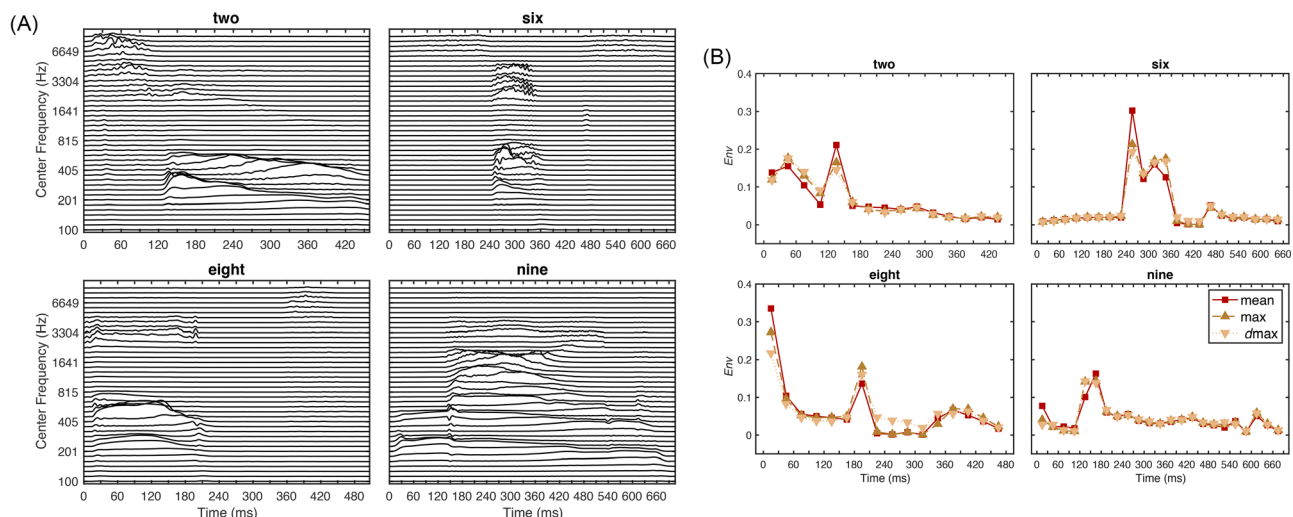 (A)
two
six
Center Frequency (Hz)
6649
3304
1641
815
405
201
100
0 60 120 180 240 300 360 420
0 60 120 180 240 300 360 420 480 540 600 660
eight
nine
Center Frequency (Hz)
6649
3304
1641
815
405
201
100
0 60 120 180 240 300 360 420 480
0 60 120 180 240 300 360 420 480 540 600 660
Time (ms)
Time (ms)
(B)
two
six
Env
0.4
0.3
0.2
0.1
0
0 60 120 180 240 300 360 420
0 60 120 180 240 300 360 420 480 540 600 660
eight
nine
Env
0.4
0.3
0.2
0.1
0
mean
max
dmax
0 60 120 180 240 300 360 420 480
0 60 120 180 240 300 360 420 480 540 600 660
Time (ms)
Time (ms)